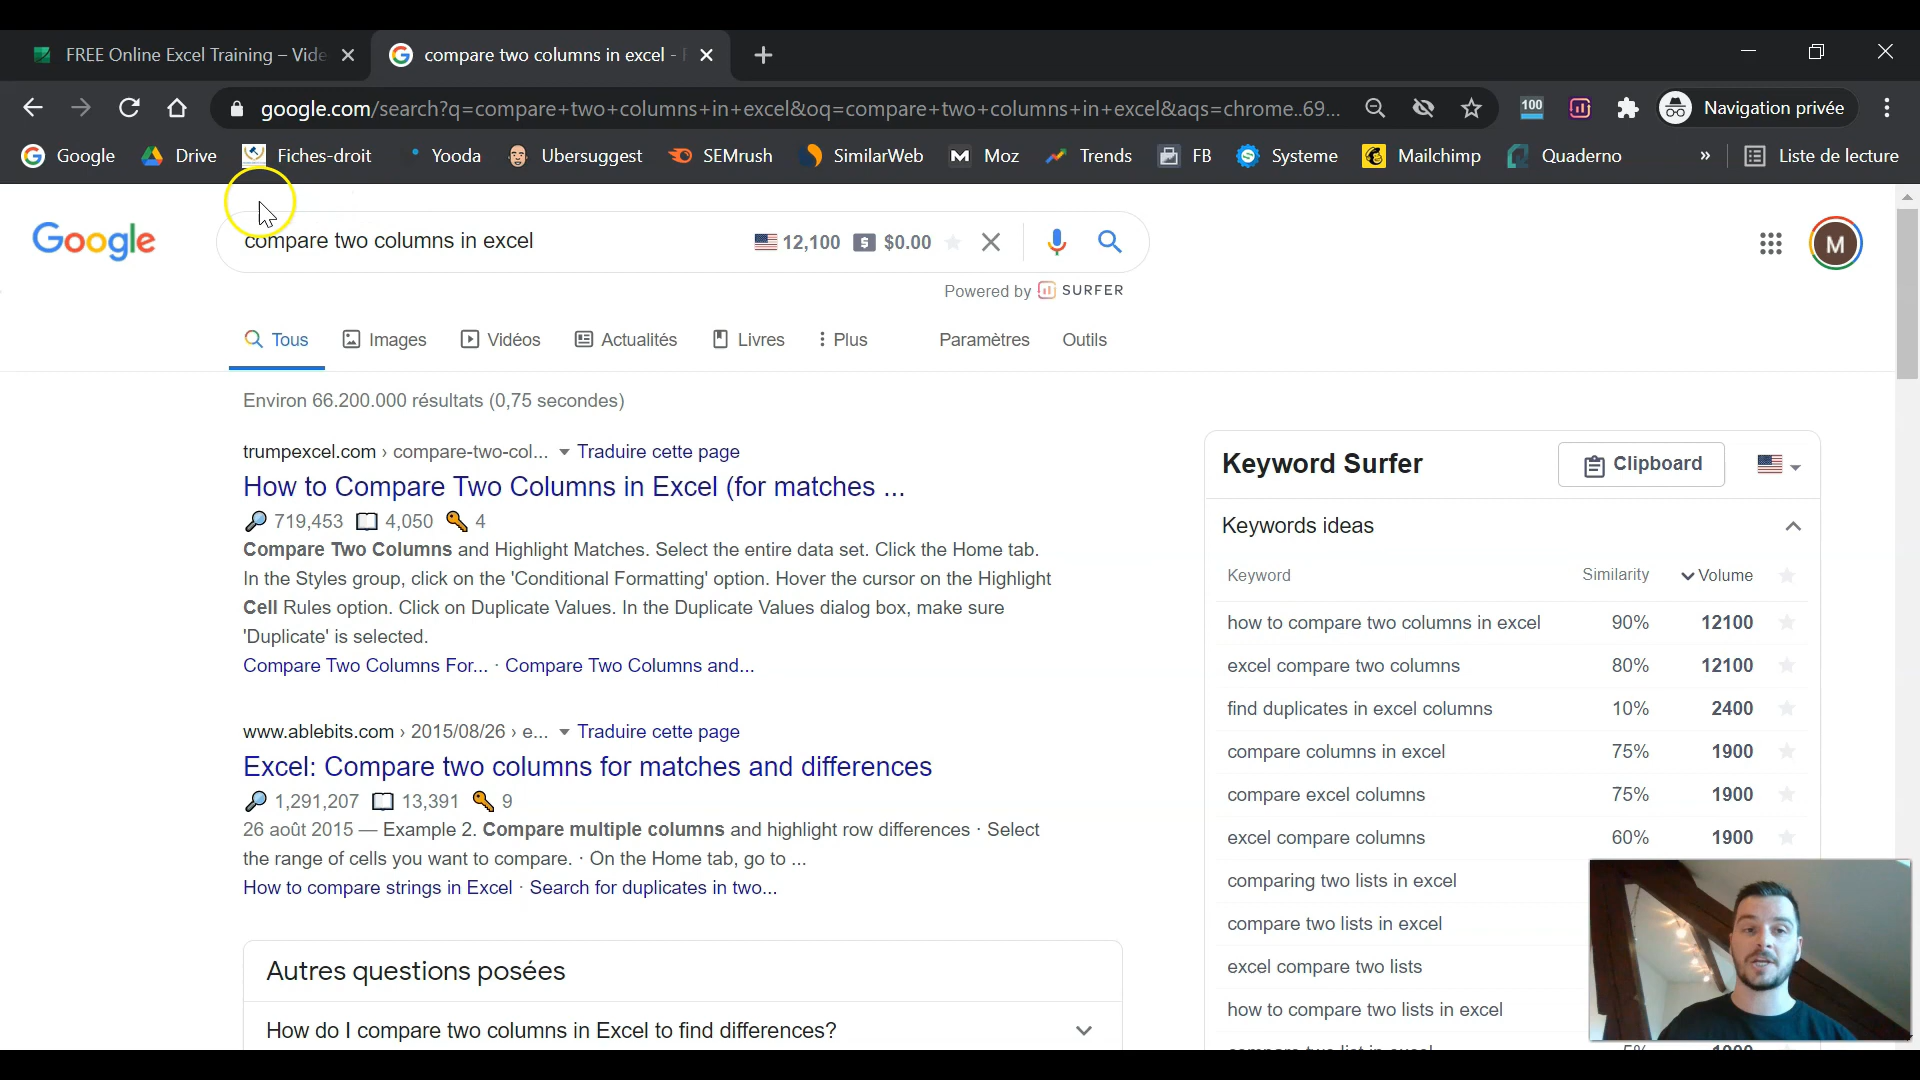 FREE Online Excel Training – Vide
compare two columns in excel -
google.com/search?q=compare+two+columns+in+excel&oq=compare+two+columns+in+excel&aqs=chrome..69...
100
Navigation privée
Google
Drive
Fiches-droit
Yooda
Ubersuggest
SEMrush
SimilarWeb
Moz
Trends
FB
Systeme
Mailchimp
Quaderno
»
Liste de lecture
Google
compare two columns in excel
12,100
$0.00
M
Powered by SURFER
Tous
Images
Vidéos
Actualités
Livres
Plus
Paramètres
Outils
Environ 66.200.000 résultats (0,75 secondes)
trumpexcel.com › compare-two-col... Traduire cette page
How to Compare Two Columns in Excel (for matches ...
719,453 4,050 4
Compare Two Columns and Highlight Matches. Select the entire data set. Click the Home tab.
In the Styles group, click on the 'Conditional Formatting' option. Hover the cursor on the Highlight
Cell Rules option. Click on Duplicate Values. In the Duplicate Values dialog box, make sure
'Duplicate' is selected.
Compare Two Columns For... · Compare Two Columns and...
www.ablebits.com › 2015/08/26 › e... Traduire cette page
Excel: Compare two columns for matches and differences
1,291,207 13,391 9
26 août 2015 — Example 2. Compare multiple columns and highlight row differences · Select
the range of cells you want to compare. · On the Home tab, go to ...
How to compare strings in Excel · Search for duplicates in two...
Autres questions posées
How do I compare two columns in Excel to find differences?
Keyword Surfer
Clipboard
Keywords ideas
Keyword Similarity Volume
how to compare two columns in excel 90% 12100
excel compare two columns 80% 12100
find duplicates in excel columns 10% 2400
compare columns in excel 75% 1900
compare excel columns 75% 1900
excel compare columns 60% 1900
comparing two lists in excel
compare two lists in excel
excel compare two lists
how to compare two lists in excel